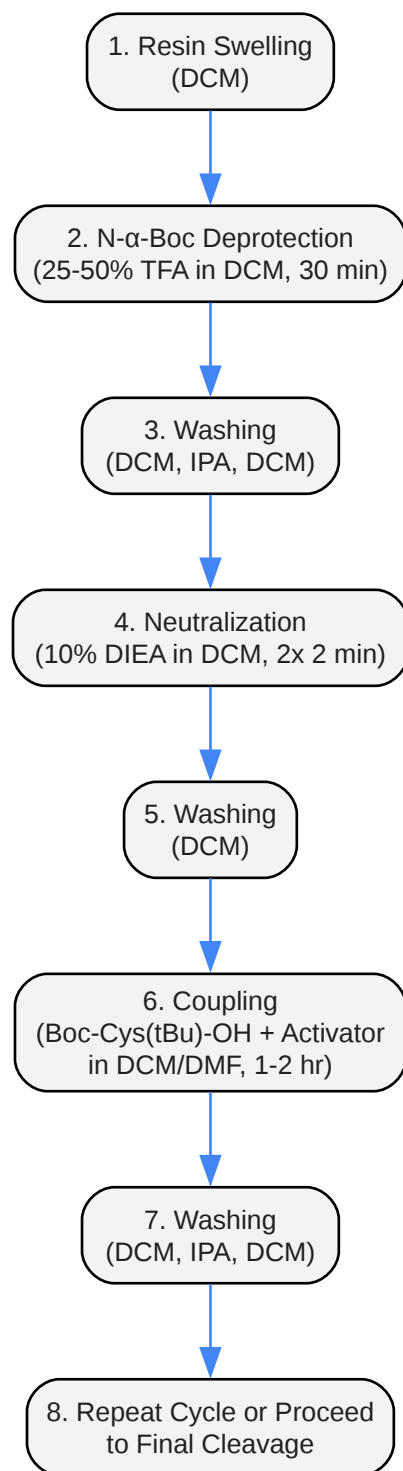 1. Resin Swelling
(DCM)
2. N-α-Boc Deprotection
(25-50% TFA in DCM, 30 min)
3. Washing
(DCM, IPA, DCM)
4. Neutralization
(10% DIEA in DCM, 2x 2 min)
5. Washing
(DCM)
6. Coupling
(Boc-Cys(tBu)-OH + Activator
in DCM/DMF, 1-2 hr)
7. Washing
(DCM, IPA, DCM)
8. Repeat Cycle or Proceed
to Final Cleavage